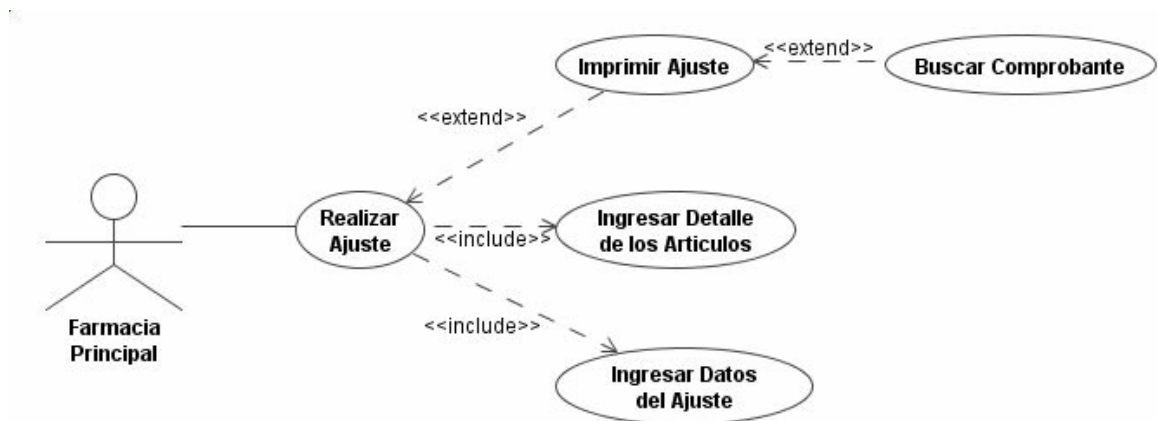 <<extend>>
Imprimir Ajuste
Buscar Comprobante
<<extend>>
Realizar
Ajuste
Ingresar Detalle
de los Articulos
<<include>>
<<include>>
Farmacia
Principal
Ingresar Datos
del Ajuste